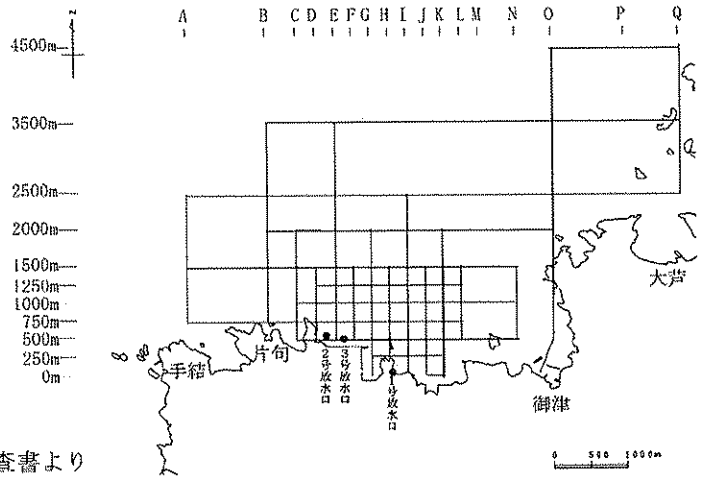 N
A B C D E F G H I J K L M N O P Q
4500m
3500m
2500m
2000m
1500m
1250m
1000m
750m
500m
250m
0m
手結
片句
2号放水口
3号放水口
1号放水口
御津
大芦
査書より
0 500 1000m